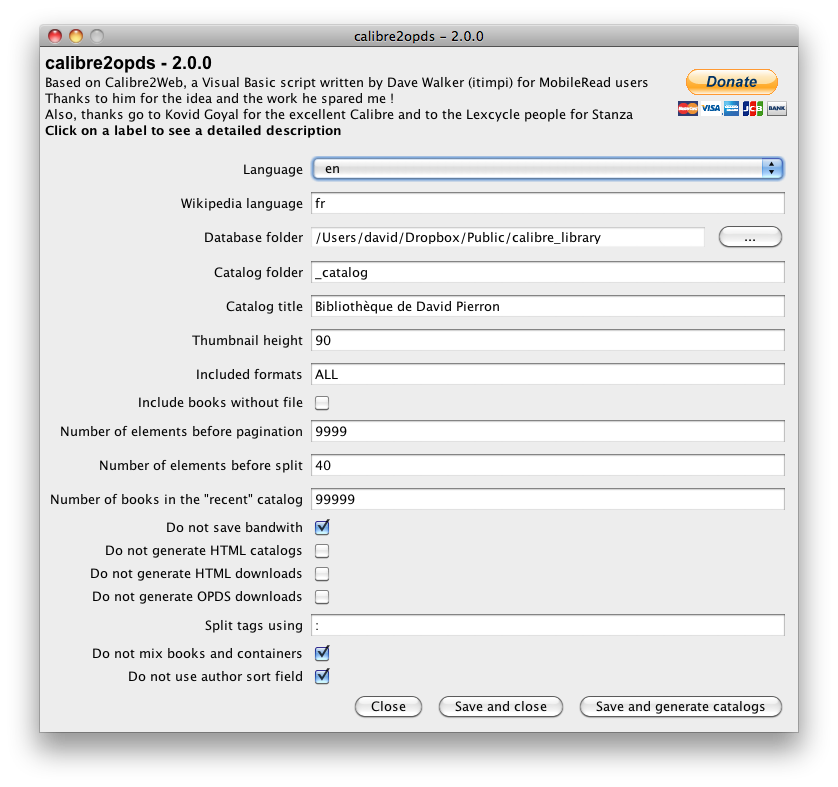 calibre2opds - 2.0.0
calibre2opds - 2.0.0
Based on Calibre2Web, a Visual Basic script written by Dave Walker (itimpi) for MobileRead users
Thanks to him for the idea and the work he spared me !
Also, thanks go to Kovid Goyal for the excellent Calibre and to the Lexcycle people for Stanza
Click on a label to see a detailed description
Donate
MasterCard VISA AMERICAN EXPRESS JCB BANK
Language en
Wikipedia language fr
Database folder /Users/david/Dropbox/Public/calibre_library ...
Catalog folder _catalog
Catalog title Bibliothèque de David Pierron
Thumbnail height 90
Included formats ALL
Include books without file
Number of elements before pagination 9999
Number of elements before split 40
Number of books in the "recent" catalog 99999
Do not save bandwith
Do not generate HTML catalogs
Do not generate HTML downloads
Do not generate OPDS downloads
Split tags using :
Do not mix books and containers
Do not use author sort field
Close Save and close Save and generate catalogs